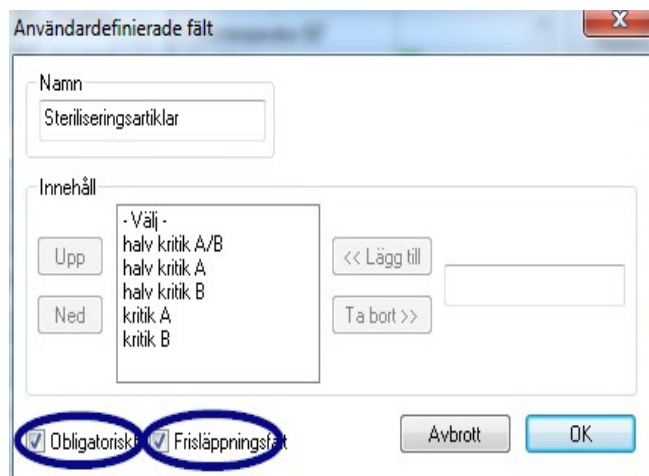 Användardefinierade fält
Namn
Steriliseringsartiklar
Innehåll
- Välj -
halv kritik A/B
halv kritik A
halv kritik B
kritik A
kritik B
Upp
Ned
<< Lägg till
Ta bort >>
Obligatoriskt
Frisläppningsfält
Avbrott
OK